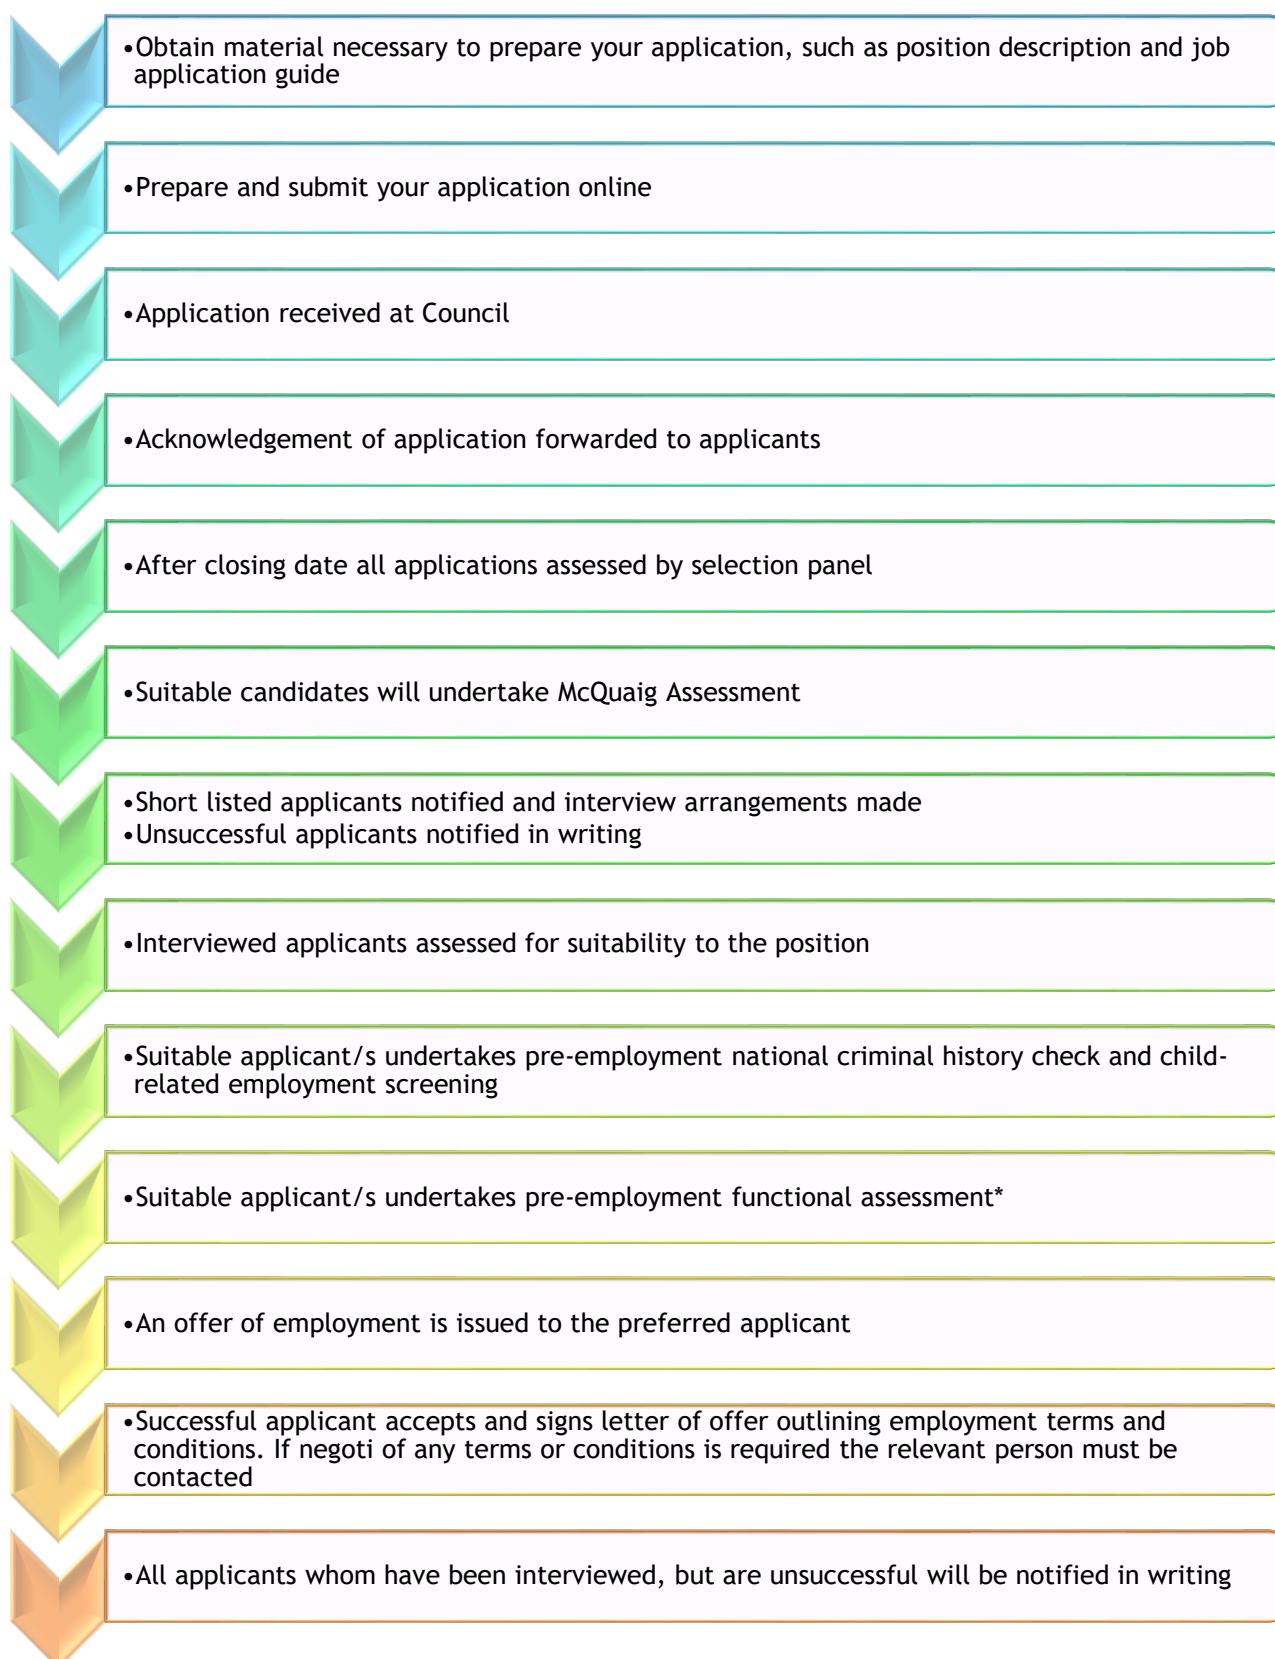 •Obtain material necessary to prepare your application, such as position description and job
application guide
•Prepare and submit your application online
•Application received at Council
•Acknowledgement of application forwarded to applicants
•After closing date all applications assessed by selection panel
•Suitable candidates will undertake McQuaig Assessment
•Short listed applicants notified and interview arrangements made
•Unsuccessful applicants notified in writing
•Interviewed applicants assessed for suitability to the position
•Suitable applicant/s undertakes pre-employment national criminal history check and child-
related employment screening
•Suitable applicant/s undertakes pre-employment functional assessment*
•An offer of employment is issued to the preferred applicant
•Successful applicant accepts and signs letter of offer outlining employment terms and
conditions. If negoti of any terms or conditions is required the relevant person must be
contacted
•All applicants whom have been interviewed, but are unsuccessful will be notified in writing